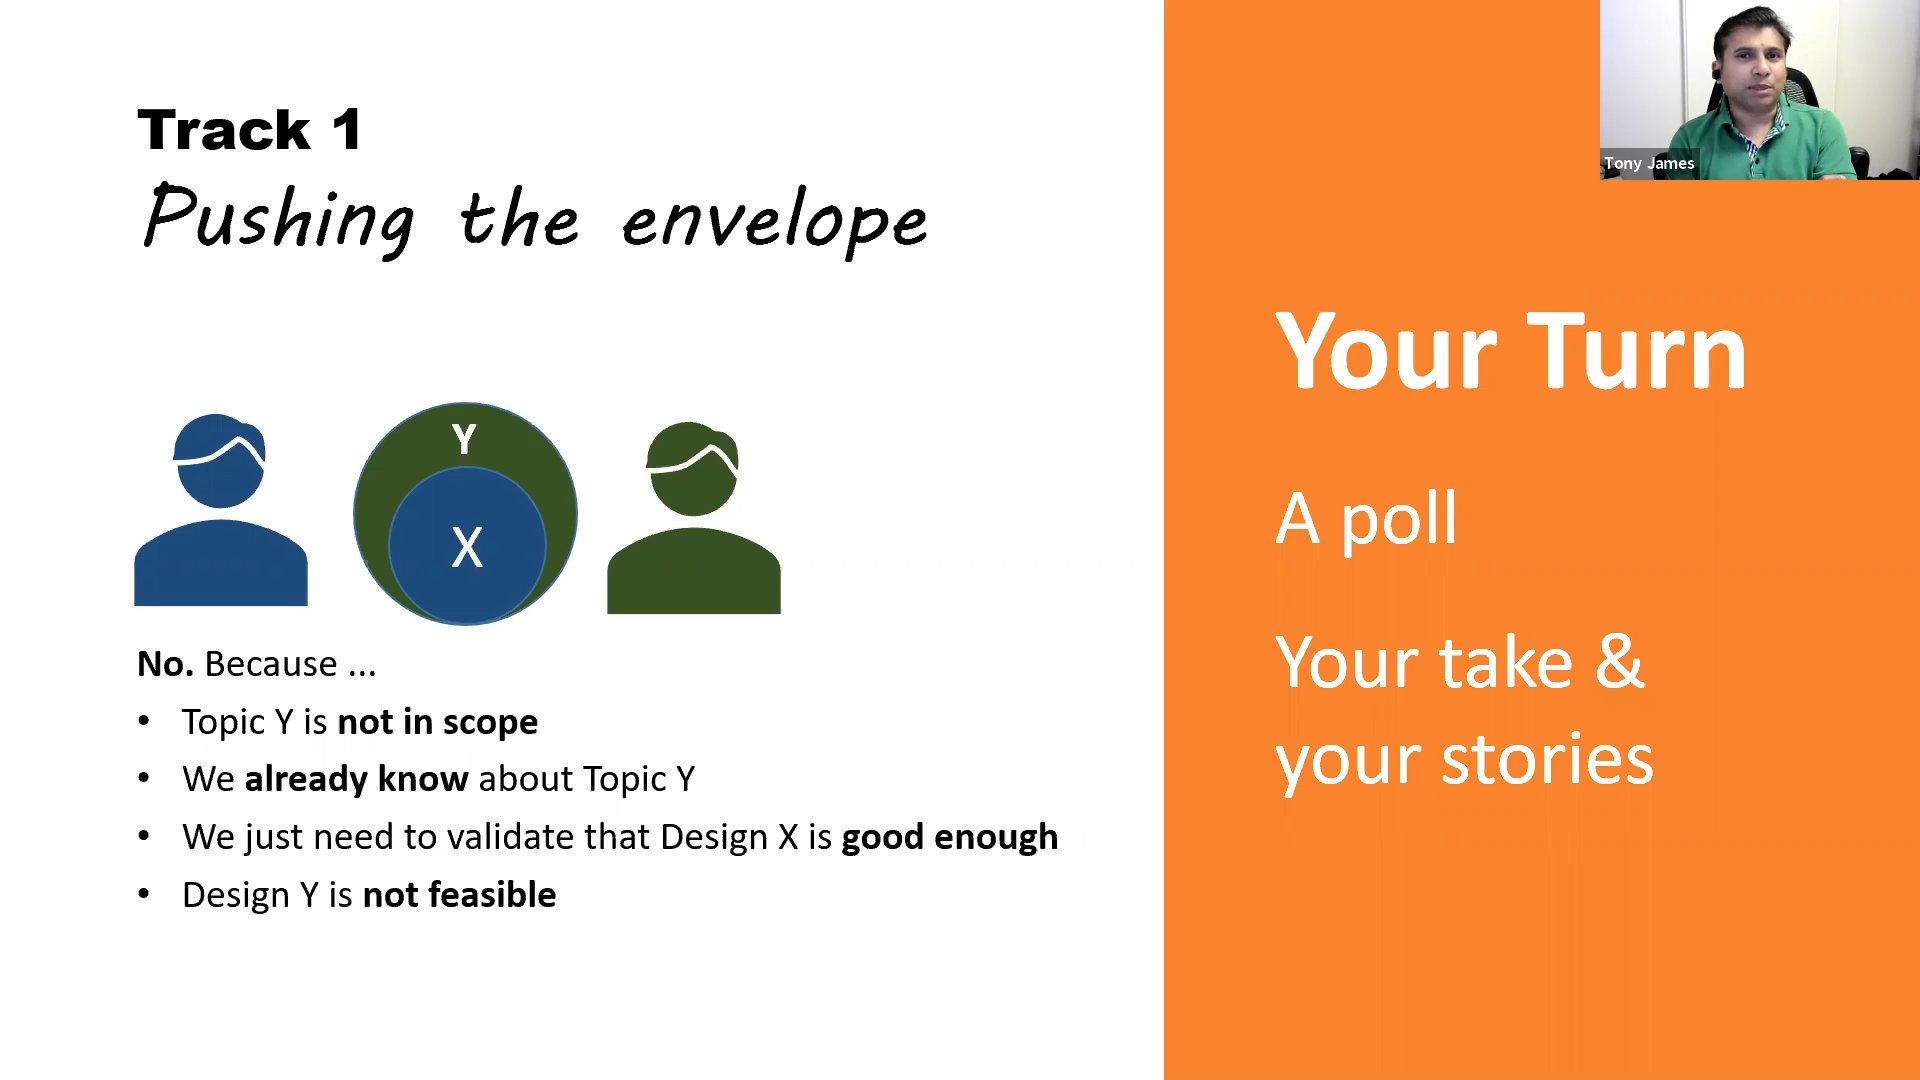 Track 1
Pushing the envelope
Y
X
No. Because ...
• Topic Y is not in scope
• We already know about Topic Y
• We just need to validate that Design X is good enough
• Design Y is not feasible
Tony James
Your Turn
A poll
Your take &
your stories